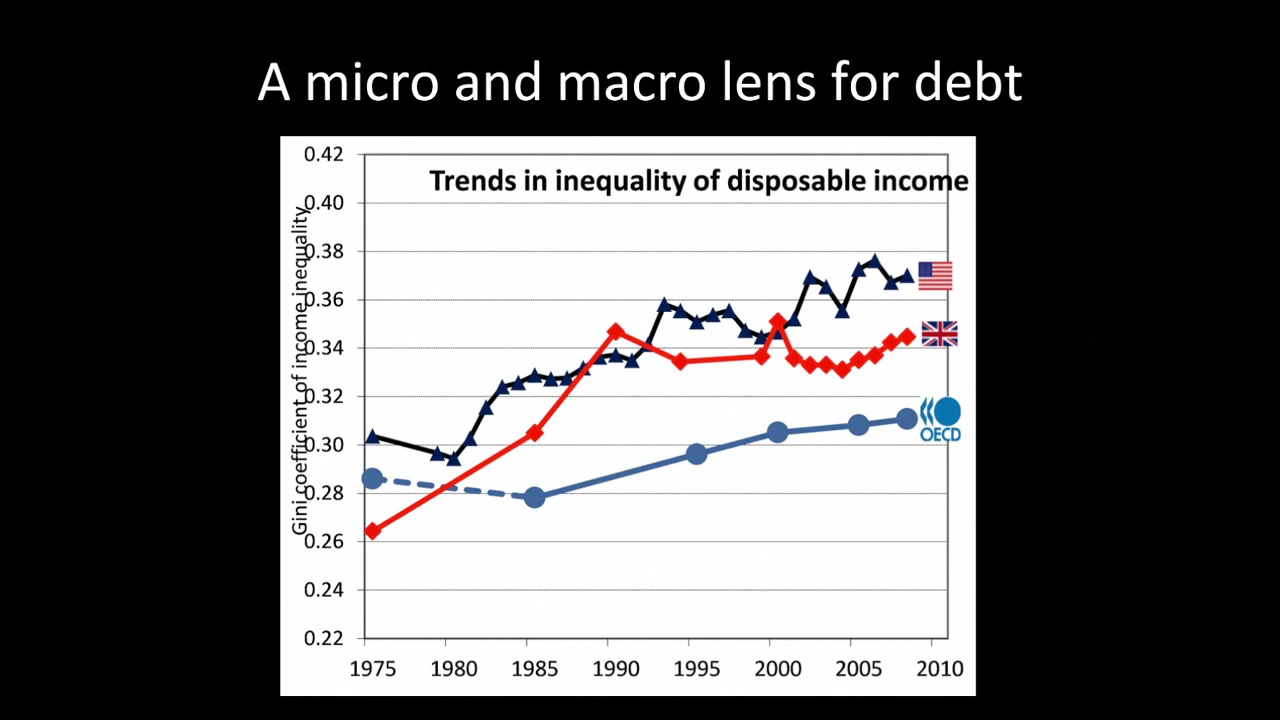 A micro and macro lens for debt
Trends in inequality of disposable income
Gini coefficient of income inequality
0.42
0.40
0.38
0.36
0.34
0.32
0.30
0.28
0.26
0.24
0.22
OECD
1975 1980 1985 1990 1995 2000 2005 2010